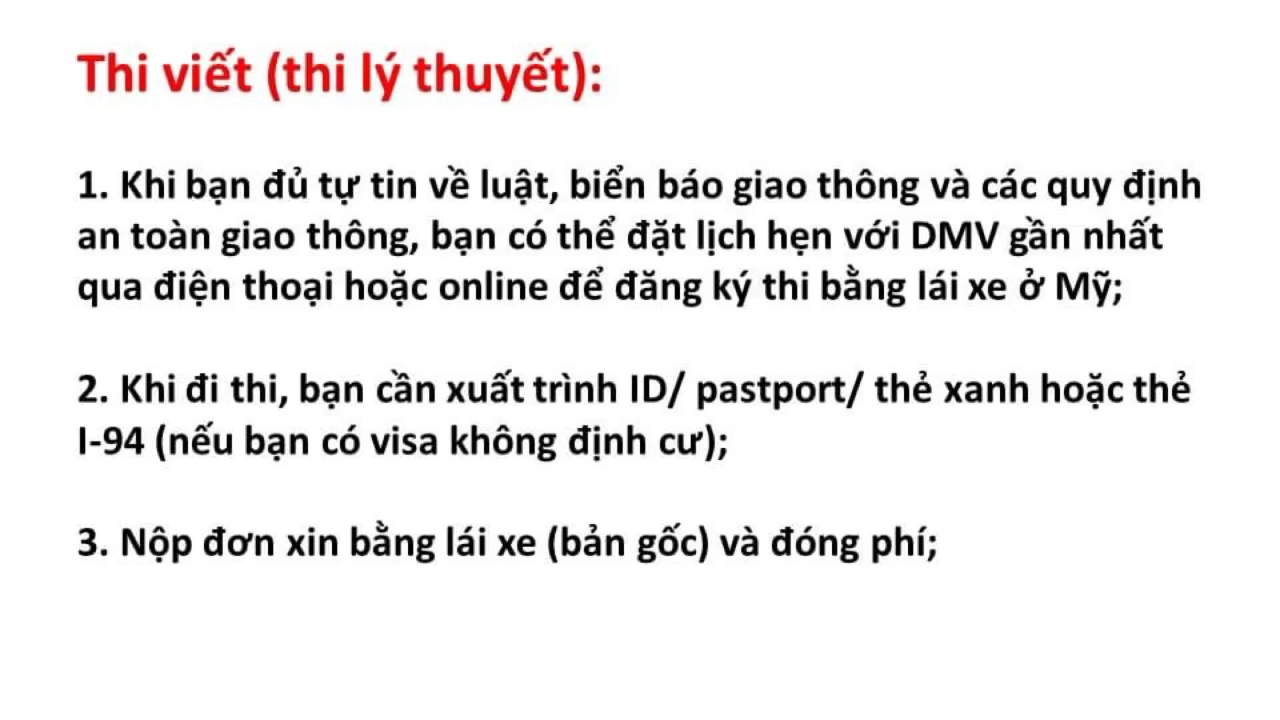 Thi viết (thi lý thuyết):
1. Khi bạn đủ tự tin về luật, biển báo giao thông và các quy định
an toàn giao thông, bạn có thể đặt lịch hẹn với DMV gần nhất
qua điện thoại hoặc online để đăng ký thi bằng lái xe ở Mỹ;
2. Khi đi thi, bạn cần xuất trình ID/ pastport/ thẻ xanh hoặc thẻ
I-94 (nếu bạn có visa không định cư);
3. Nộp đơn xin bằng lái xe (bản gốc) và đóng phí;